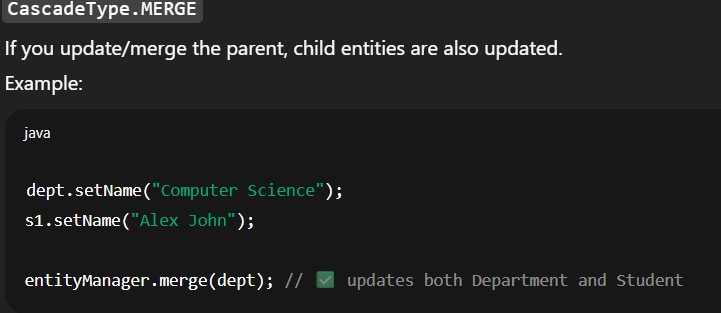 CascadeType.MERGE
If you update/merge the parent, child entities are also updated.
Example:
java
dept.setName("Computer Science");
s1.setName("Alex John");
entityManager.merge(dept); // ✅ updates both Department and Student